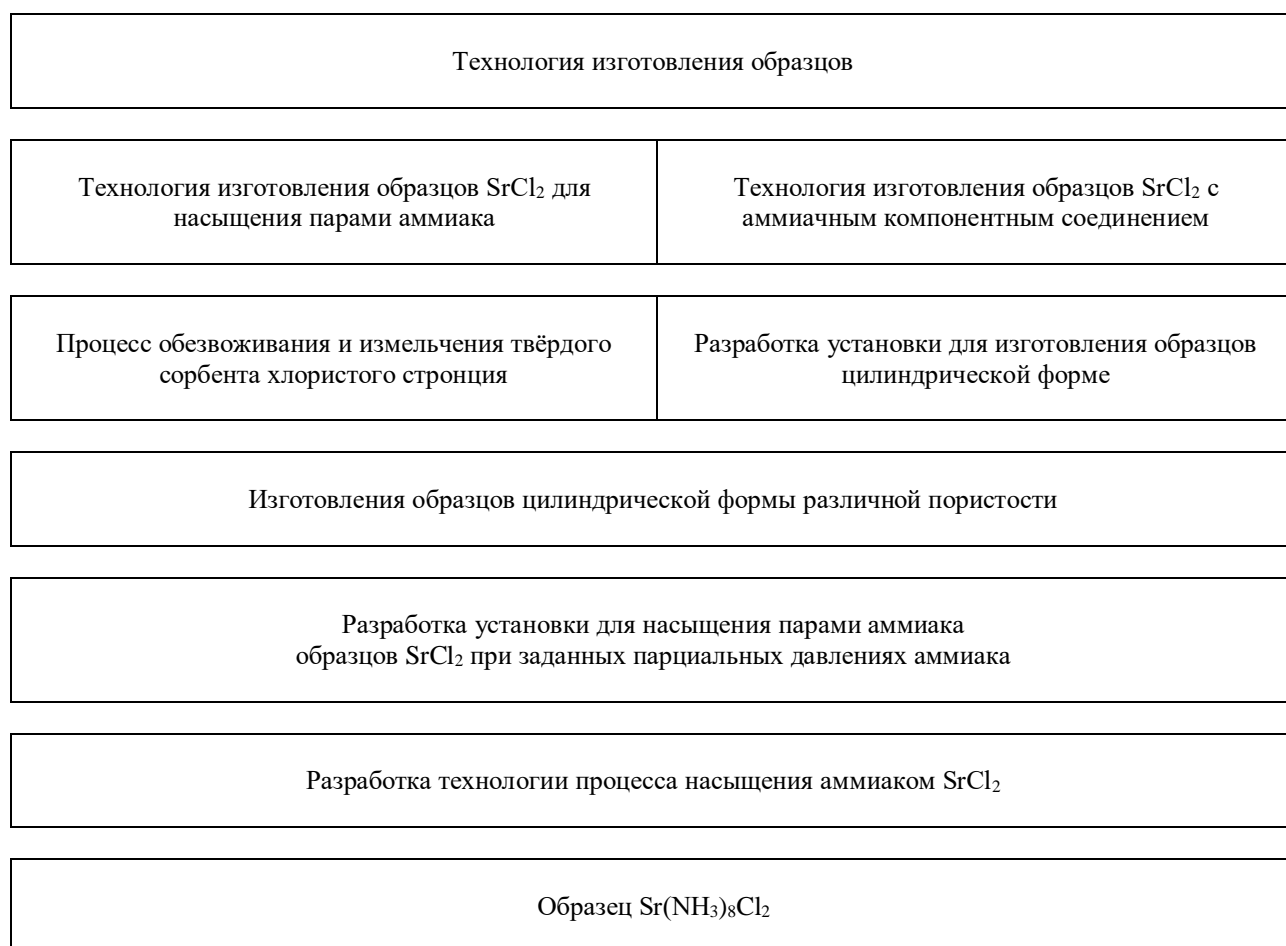 Технология изготовления образцов
Технология изготовления образцов SrCl₂ для
насыщения парами аммиака
Технология изготовления образцов SrCl₂ с
аммиачным компонентным соединением
Процесс обезвоживания и измельчения твёрдого
сорбента хлористого стронция
Разработка установки для изготовления образцов
цилиндрической форме
Изготовления образцов цилиндрической формы различной пористости
Разработка установки для насыщения парами аммиака
образцов SrCl₂ при заданных парциальных давлениях аммиака
Разработка технологии процесса насыщения аммиаком SrCl₂
Образец Sr(NH₃)₈Cl₂